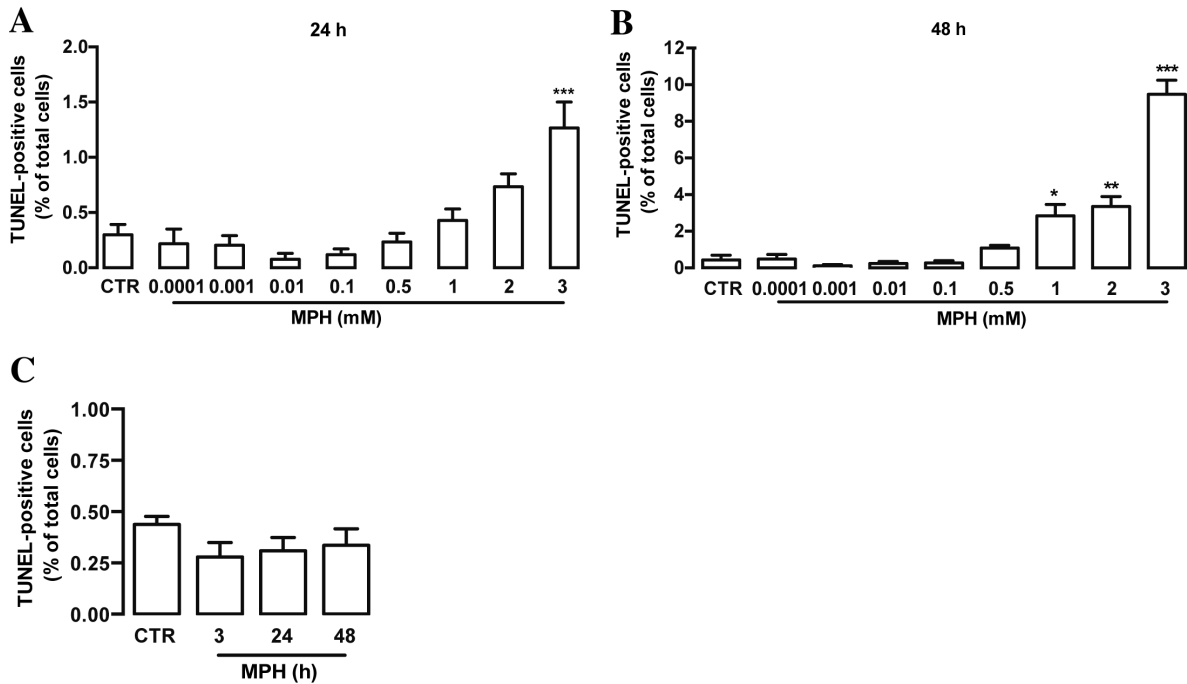 A
24 h
TUNEL-positive cells
(% of total cells)
2.0
1.5
1.0
0.5
0.0
***
CTR 0.0001 0.001 0.01 0.1 0.5 1 2 3
MPH (mM)
B
48 h
TUNEL-positive cells
(% of total cells)
12
10
8
6
4
2
0
* ** ***
CTR 0.0001 0.001 0.01 0.1 0.5 1 2 3
MPH (mM)
C
TUNEL-positive cells
(% of total cells)
1.00
0.75
0.50
0.25
0.00
CTR 3 24 48
MPH (h)